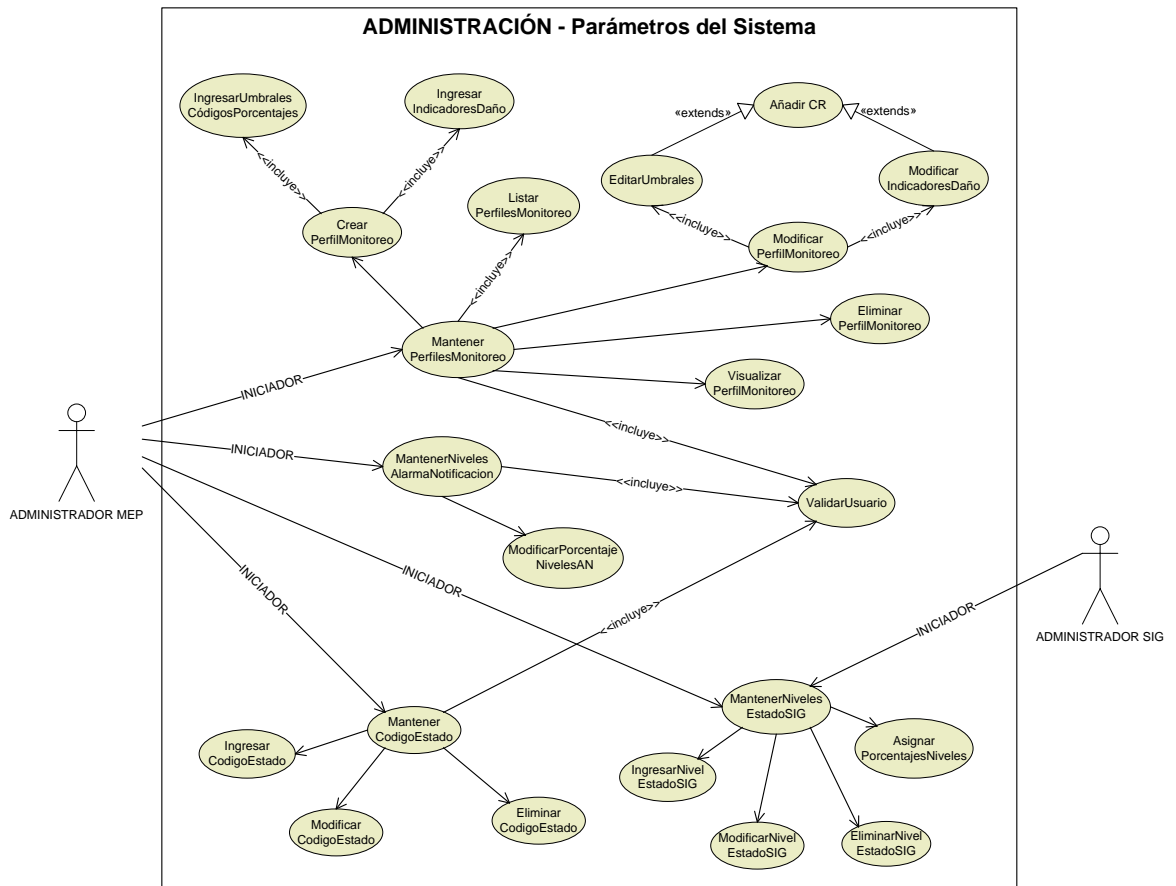 ADMINISTRACIÓN - Parámetros del Sistema
IngresarUmbrales
CódigosPorcentajes
Ingresar
IndicadoresDaño
Añadir CR
«extends»
«extends»
<<incluye>>
<<incluye>>
Listar
PerfilesMonitoreo
EditarUmbrales
Modificar
IndicadoresDaño
Crear
PerfilMonitoreo
<<incluye>>
<<incluye>>
<<incluye>>
Modificar
PerfilMonitoreo
Eliminar
PerfilMonitoreo
Mantener
PerfilesMonitoreo
Visualizar
PerfilMonitoreo
INICIADOR
<<incluye>>
INICIADOR
MantenerNiveles
AlarmaNotificacion
<<incluye>>
ValidarUsuario
ADMINISTRADOR MEP
ModificarPorcentaje
NivelesAN
INICIADOR
INICIADOR
<<incluye>>
INICIADOR
ADMINISTRADOR SIG
Mantener
CodigoEstado
MantenerNiveles
EstadoSIG
Ingresar
CodigoEstado
Asignar
PorcentajesNiveles
IngresarNivel
EstadoSIG
Modificar
CodigoEstado
Eliminar
CodigoEstado
ModificarNivel
EstadoSIG
EliminarNivel
EstadoSIG